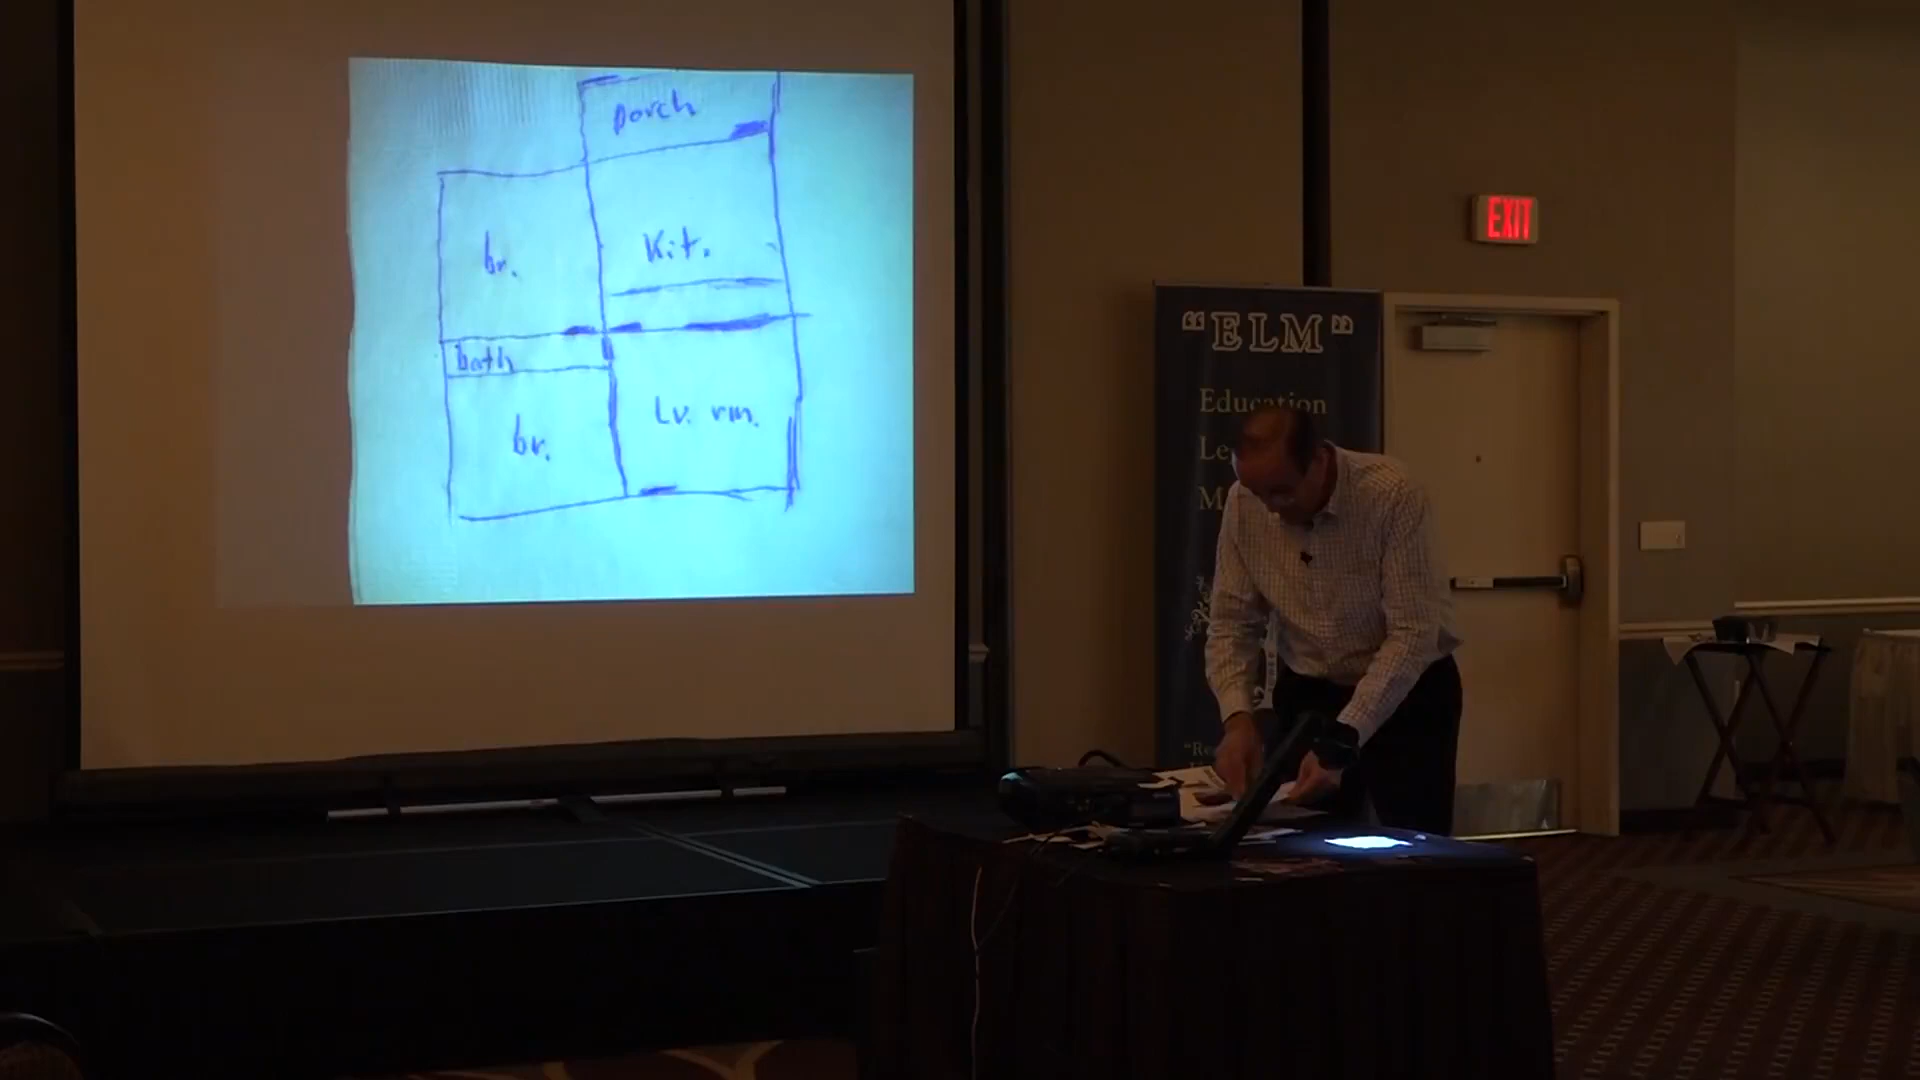 porch
br.
Kit.
bath
Lv. rm.
br.
EXIT
"ELM"
Education